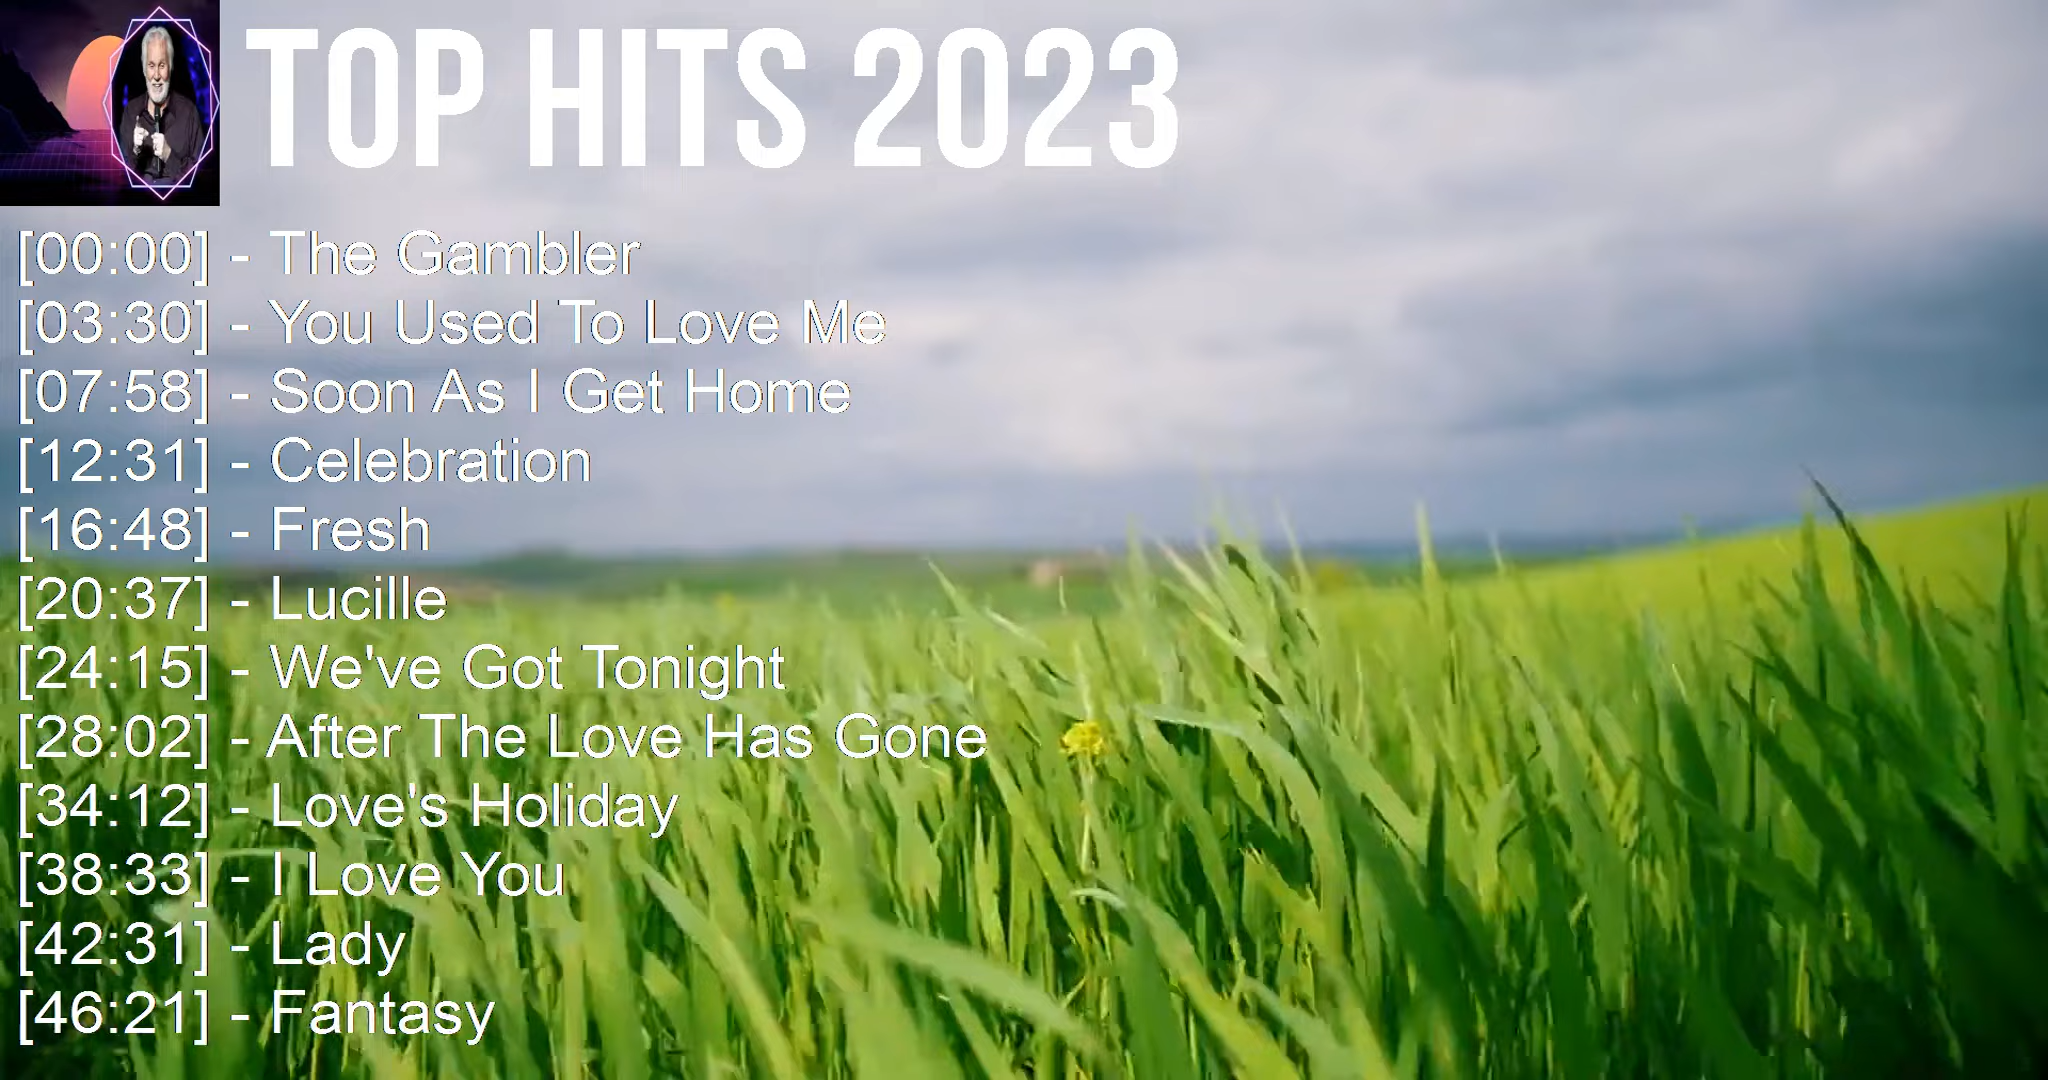 TOP HITS 2023
[00:00] - The Gambler
[03:30] - You Used To Love Me
[07:58] - Soon As I Get Home
[12:31] - Celebration
[16:48] - Fresh
[20:37] - Lucille
[24:15] - We've Got Tonight
[28:02] - After The Love Has Gone
[34:12] - Love's Holiday
[38:33] - I Love You
[42:31] - Lady
[46:21] - Fantasy